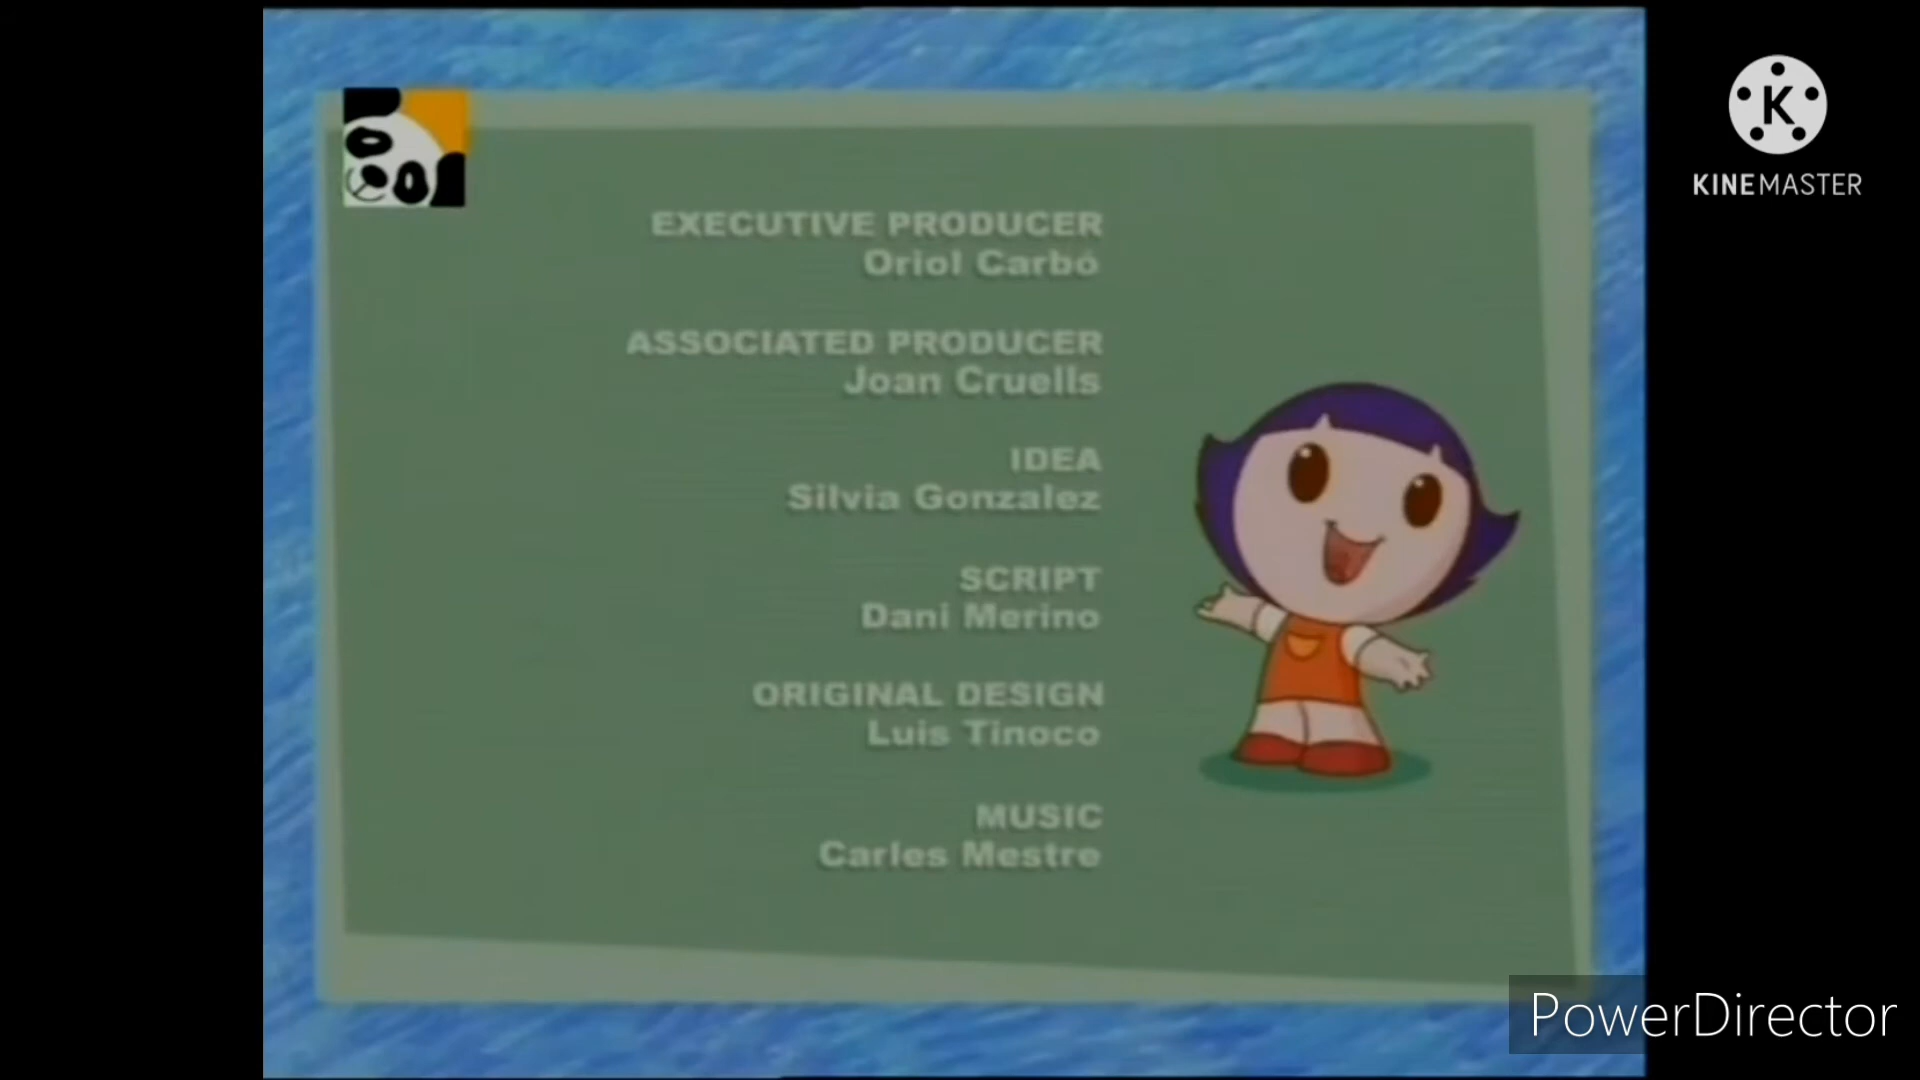 EXECUTIVE PRODUCER
Oriol Carbó
ASSOCIATED PRODUCER
Joan Cruells
IDEA
Silvia Gonzalez
SCRIPT
Dani Merino
ORIGINAL DESIGN
Luis Tinoco
MUSIC
Carles Mestre
K
KINEMASTER
PowerDirector